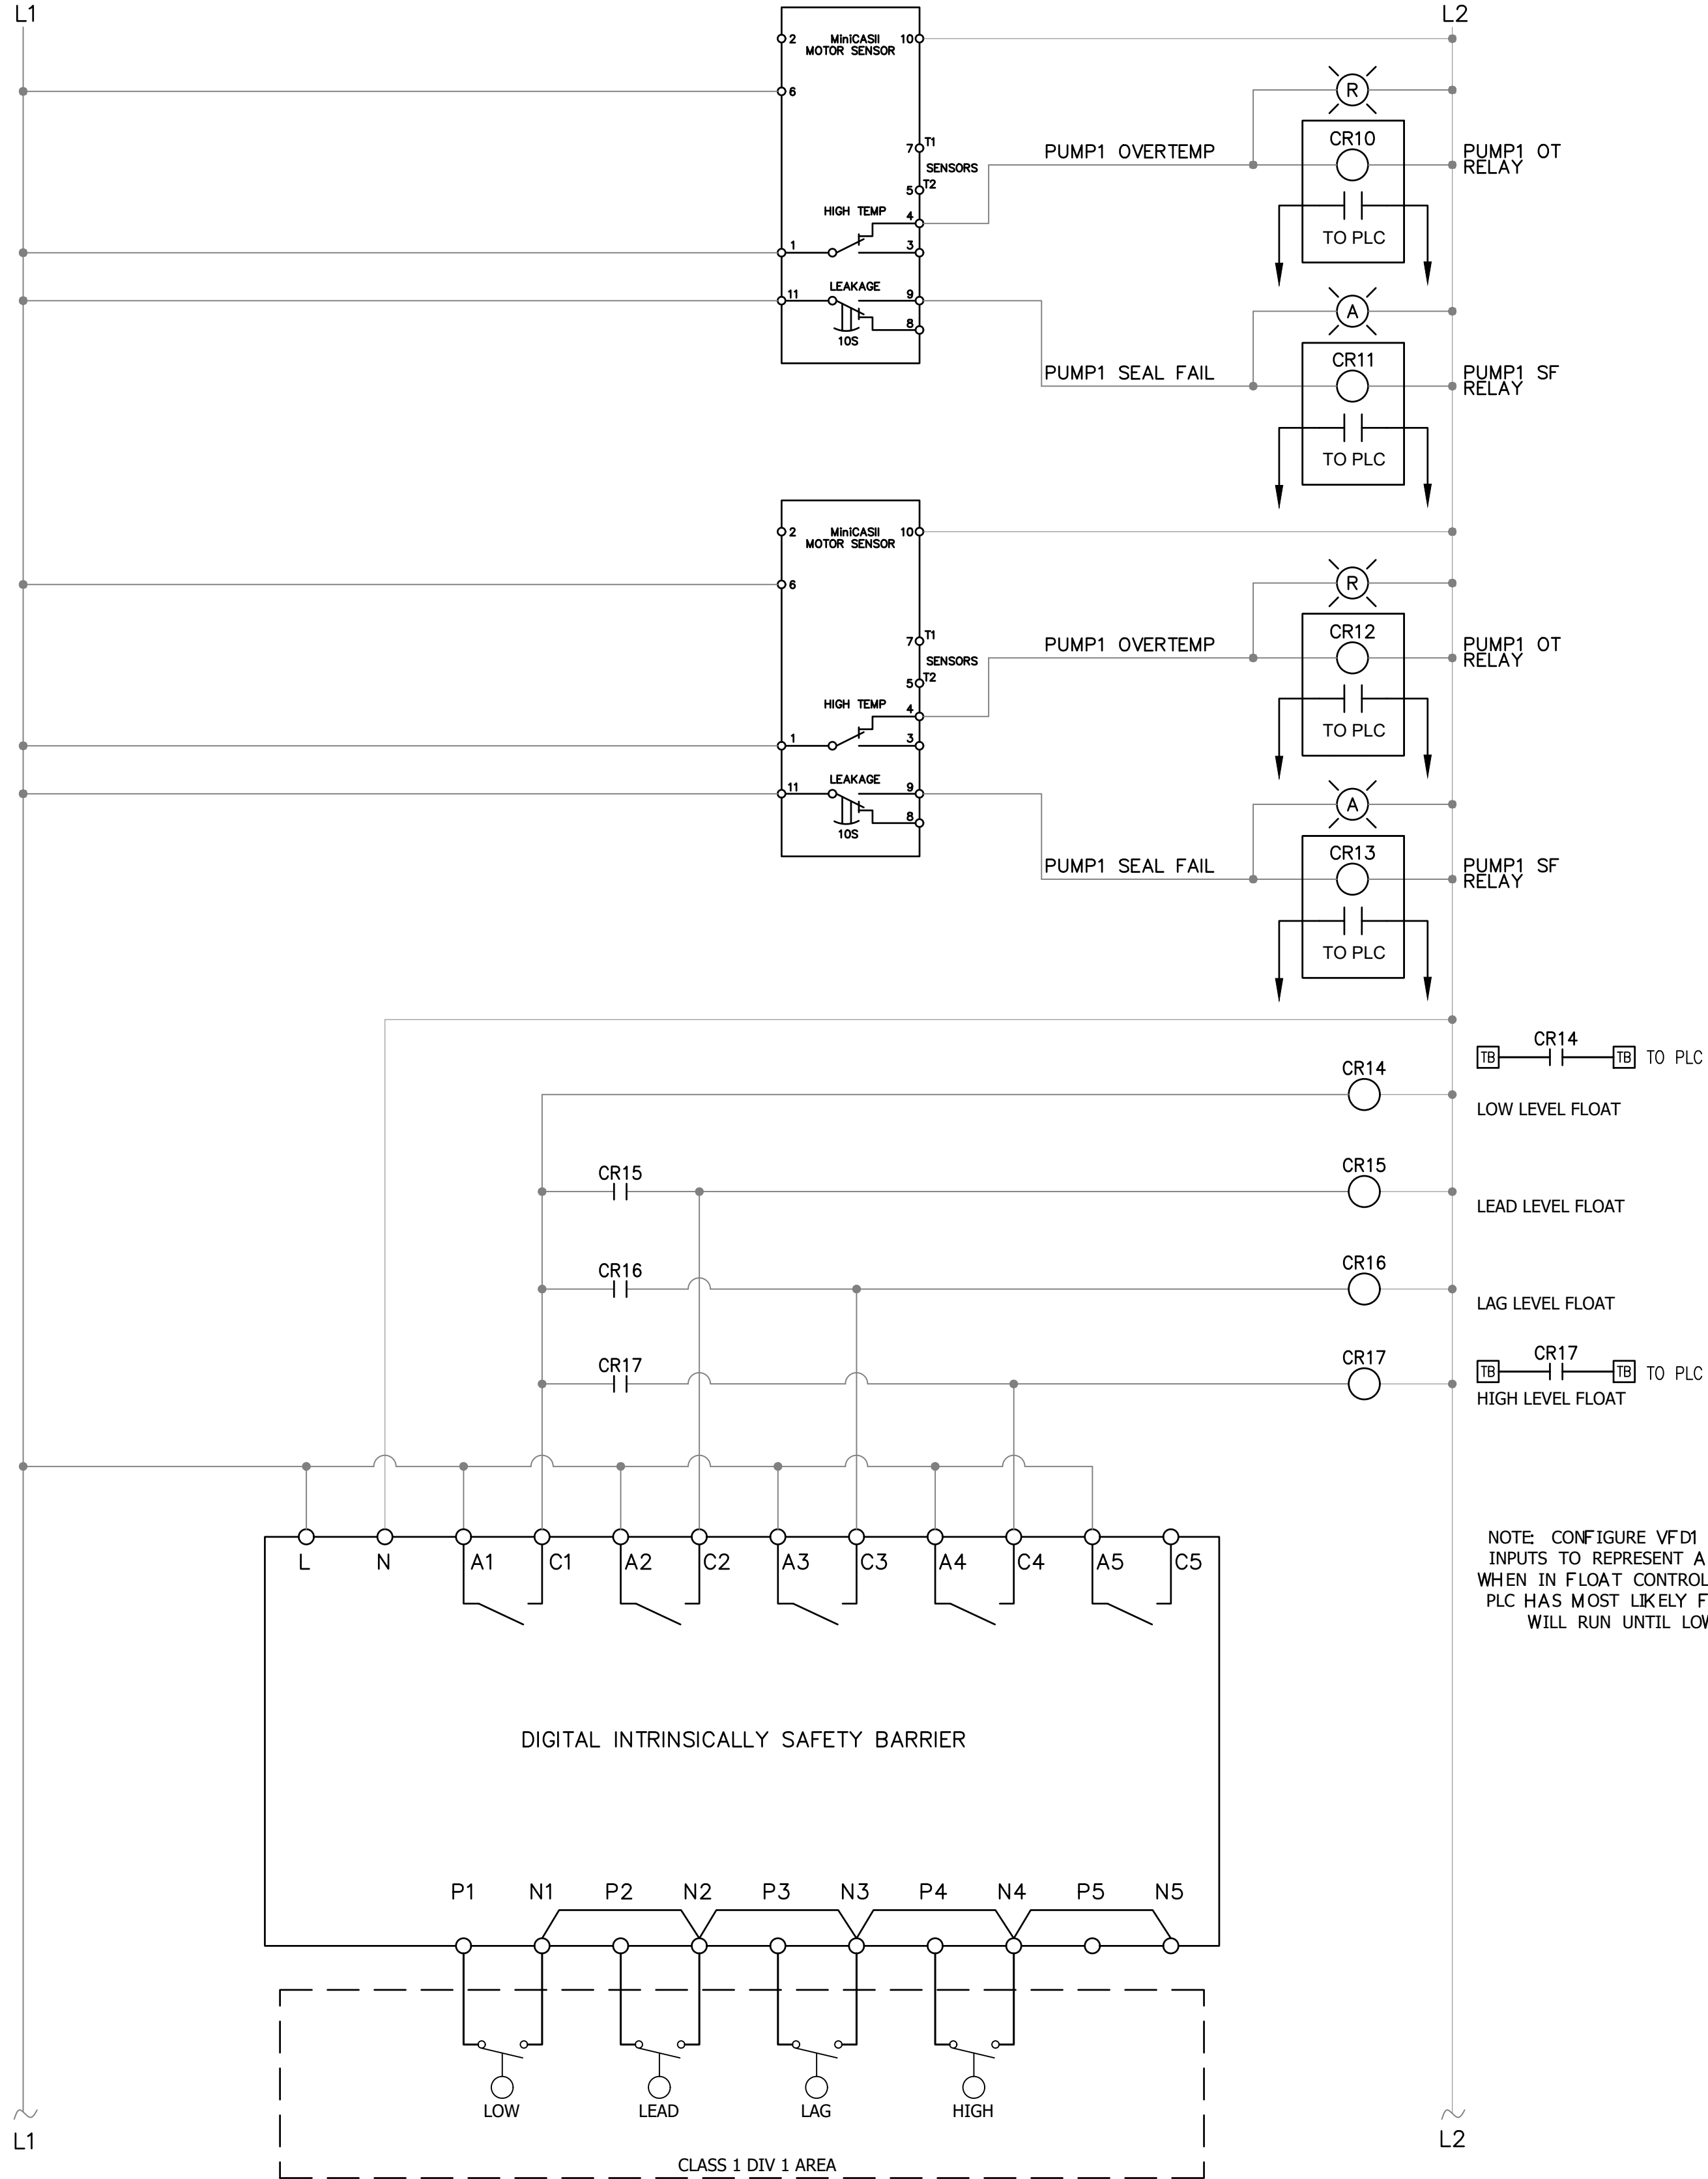 L1
L2
2
MiniCASII
MOTOR SENSOR
10
6
7
T1
SENSORS
5
T2
HIGH TEMP
4
1
3
LEAKAGE
11
9
8
10S
PUMP1 OVERTEMP
R
CR10
TO PLC
PUMP1 OT
RELAY
PUMP1 SEAL FAIL
A
CR11
TO PLC
PUMP1 SF
RELAY
2
MiniCASII
MOTOR SENSOR
10
6
7
T1
SENSORS
5
T2
HIGH TEMP
4
1
3
LEAKAGE
11
9
8
10S
PUMP1 OVERTEMP
R
CR12
TO PLC
PUMP1 OT
RELAY
PUMP1 SEAL FAIL
A
CR13
TO PLC
PUMP1 SF
RELAY
CR14
TB
CR14
TB TO PLC
LOW LEVEL FLOAT
CR15
CR15
LEAD LEVEL FLOAT
CR16
CR16
LAG LEVEL FLOAT
CR17
CR17
TB
CR17
TB TO PLC
HIGH LEVEL FLOAT
L N A1 C1 A2 C2 A3 C3 A4 C4 A5 C5
NOTE: CONFIGURE VFD1
INPUTS TO REPRESENT A
WHEN IN FLOAT CONTROL
PLC HAS MOST LIKELY F
WILL RUN UNTIL LOW
DIGITAL INTRINSICALLY SAFETY BARRIER
P1 N1 P2 N2 P3 N3 P4 N4 P5 N5
LOW LEAD LAG HIGH
CLASS 1 DIV 1 AREA
L1
L2